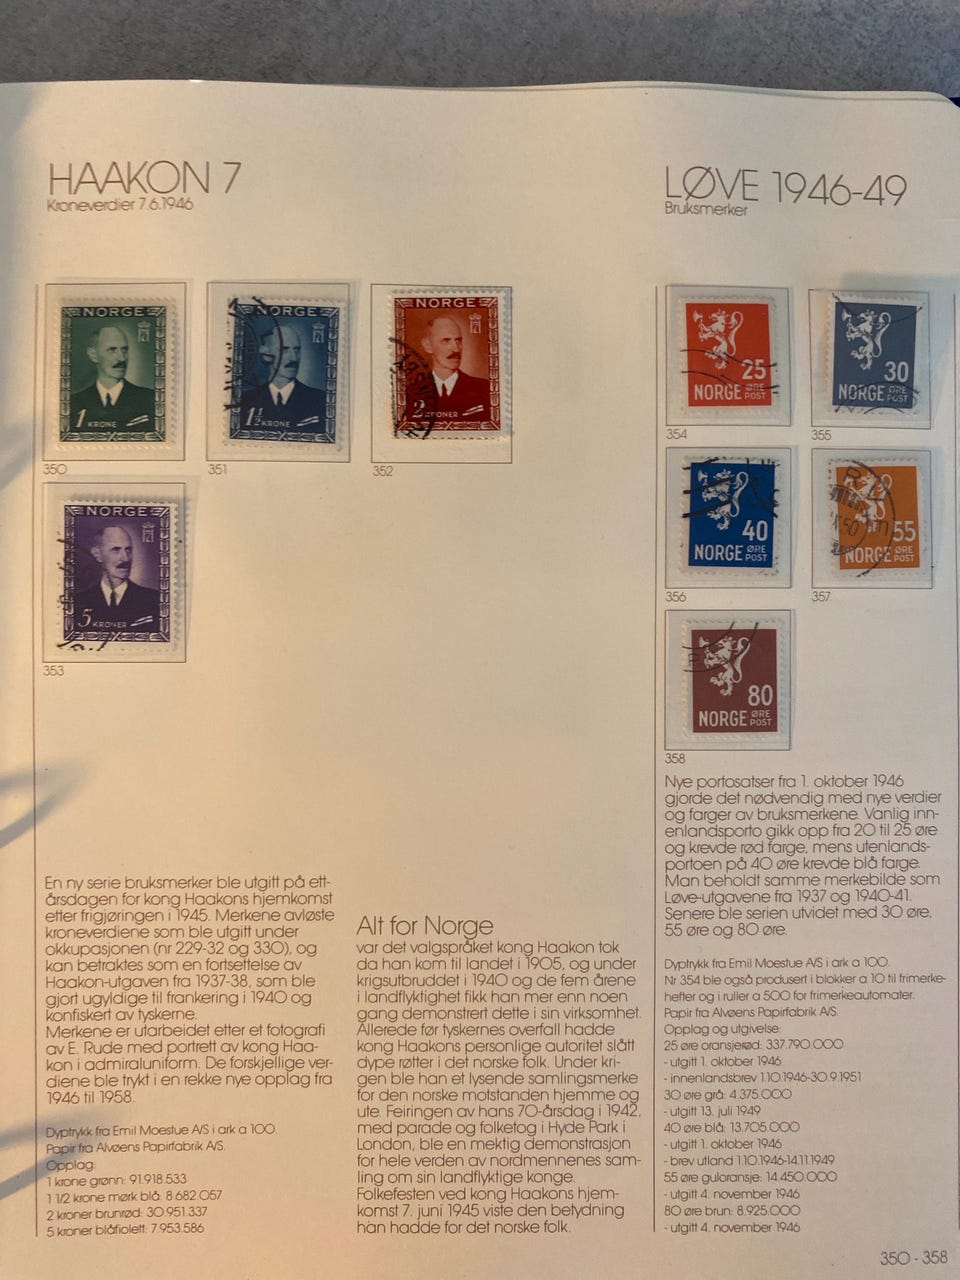 HAAKON 7
Kroneverdier 7.6.1946
LØVE 1946-49
Bruksmerker
NORGE
1 KRONE
350
NORGE
1½ KRONE
351
NORGE
2 KRONER
352
NORGE
5 KRONER
353
25
NORGE ØRE POST
354
30
NORGE ØRE POST
355
40
NORGE ØRE POST
356
55
NORGE ØRE POST
357
80
NORGE ØRE POST
358
En ny serie bruksmerker ble utgitt på ett-
årsdagen for kong Haakons hjemkomst
etter frigjøringen i 1945. Merkene avløste
kroneverdiene som ble utgitt under
okkupasjonen (nr 229-32 og 330), og
kan betraktes som en fortsettelse av
Haakon-utgaven fra 1937-38, som ble
gjort ugyldige til frankering i 1940 og
konfiskert av tyskerne.
Merkene er utarbeidet etter et fotografi
av E. Rude med portrett av kong Haa-
kon i admiraluniform. De forskjellige ver-
diene ble trykt i en rekke nye opplag fra
1946 til 1958.
Dyptrykk fra Emil Moestue A/S i ark a 100.
Papir fra Alvøens Papirfabrik A/S.
Opplag:
1 krone grønn: 91.918.533
1 1/2 krone mørk blå: 8.682.057
2 kroner brunrød: 30.951.337
5 kroner blåfiolett: 7.953.586
Alt for Norge
var det valgspråket kong Haakon tok
da han kom til landet i 1905, og under
krigsutbruddet i 1940 og de fem årene
i landflyktighet fikk han mer enn noen
gang demonstrert dette i sin virksomhet.
Allerede før tyskernes overfall hadde
kong Haakons personlige autoritet slått
dype røtter i det norske folk. Under kri-
gen ble han et lysende samlingsmerke
for den norske motstanden hjemme og
ute. Feiringen av hans 70-årsdag i 1942,
med parade og folketog i Hyde Park i
London, ble en mektig demonstrasjon
for hele verden av nordmennenes sam-
ling om sin landflyktige konge.
Folkefesten ved kong Haakons hjem-
komst 7. juni 1945 viste den betydning
han hadde for det norske folk.
Nye portosatser fra 1. oktober 1946
gjorde det nødvendig med nye verdier
og farger av bruksmerkene. Vanlig inn-
enlandsporto gikk opp fra 20 til 25 øre
og krevde rød farge, mens utenlands-
portoen på 40 øre krevde blå farge.
Man beholdt samme merkebilde som
Løve-utgavene fra 1937 og 1940-41.
Senere ble serien utvidet med 30 øre,
55 øre og 80 øre.
Dyptrykk fra Emil Moestue A/S i ark a 100.
Nr 354 ble også produsert i blokker a 10 til frimerke-
hefter og i ruller a 500 for frimerkeautomater.
Papir fra Alvøens Papirfabrik A/S.
Opplag og utgivelse:
25 øre oransjerød: 337.790.000
- utgitt 1. oktober 1946
- innenlandsbrev 1.10.1946-30.9.1951
30 øre grå: 4.375.000
- utgitt 13. juli 1949
40 øre blå: 13.705.000
- utgitt 1. oktober 1946
- brev utland 1.10.1946-14.11.1949
55 øre guloransje: 14.450.000
- utgitt 4. november 1946
80 øre brun: 8.925.000
- utgitt 4. november 1946
350 - 358